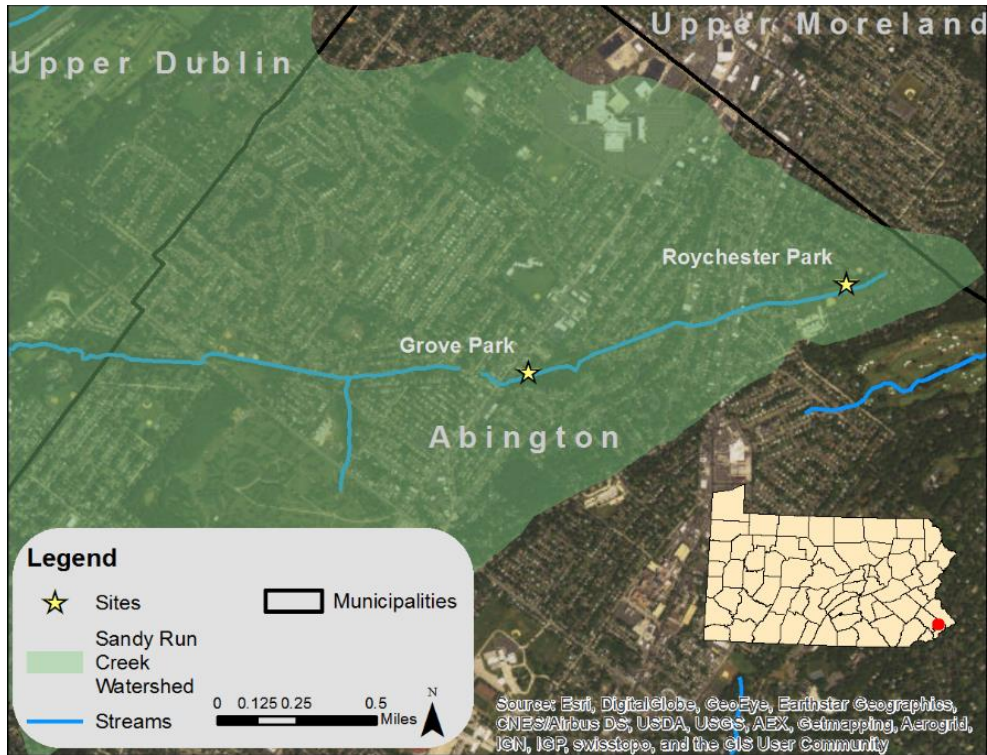 Upper Dublin
Upper Moreland
Roychester Park
Grove Park
Abington
Legend
Sites
Municipalities
Sandy Run
Creek
Watershed
Streams
0 0.125 0.25 0.5
Miles
N
Source: Esri, DigitalGlobe, GeoEye, Earthstar Geographics,
CNES/Airbus DS, USDA, USGS, AEX, Getmapping, Aerogrid,
IGN, IGP, swisstopo, and the GIS User Community